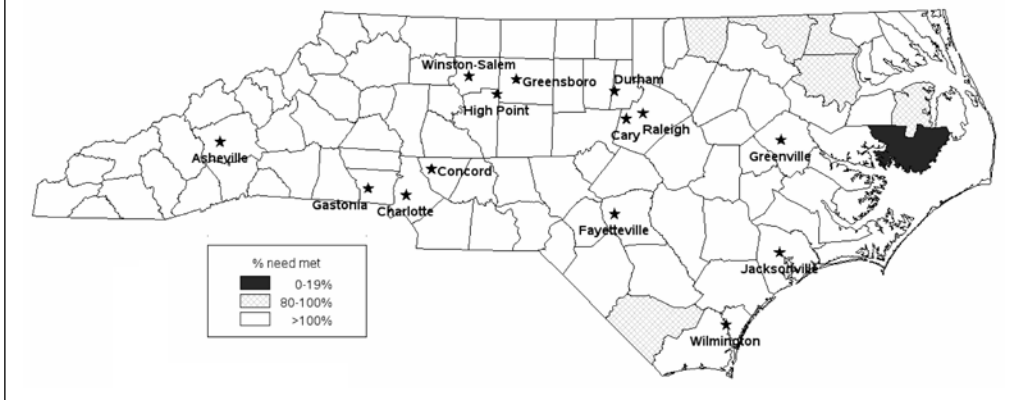 Winston-Salem
Greensboro
Durham
High Point
Cary
Raleigh
Asheville
Greenville
Concord
Gastonia
Charlotte
Fayetteville
Jacksonville
Wilmington
% need met
0-19%
80-100%
>100%